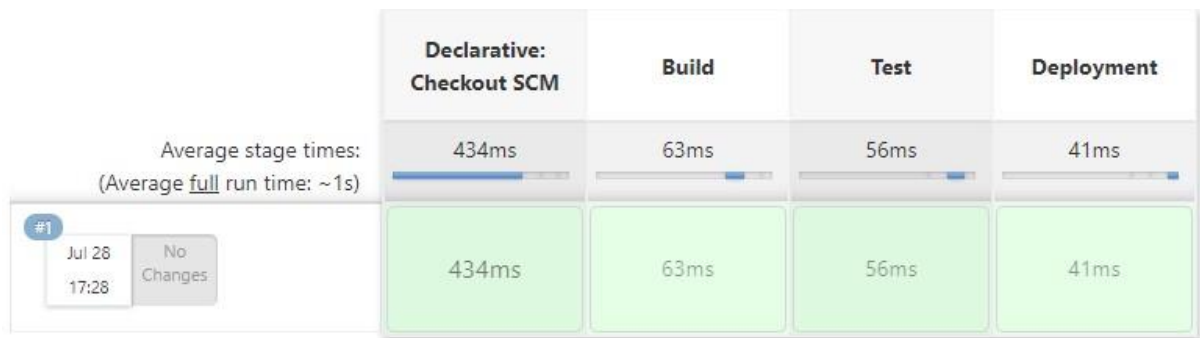 Declarative:
Checkout SCM
Build
Test
Deployment
Average stage times:
(Average full run time: ~1s)
434ms
63ms
56ms
41ms
#1
Jul 28
17:28
No
Changes
434ms
63ms
56ms
41ms